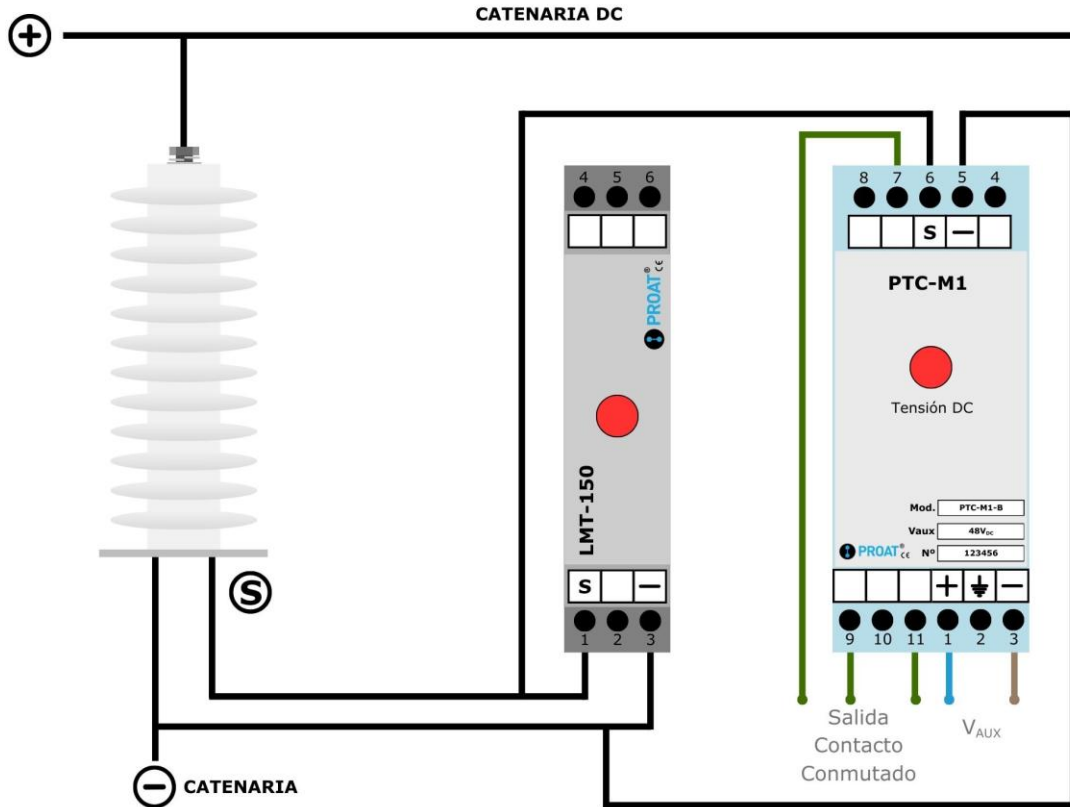 CATENARIA DC
+
4 5 6
PROAT® CE
LMT-150
S —
1 2 3
8 7 6 5 4
S —
PTC-M1
Tensión DC
Mod. PTC-M1-B
Vaux 48VDC
PROAT® CE Nº 123456
+ —
9 10 11 1 2 3
S
Salida
Contacto
Conmutado
VAUX
— CATENARIA